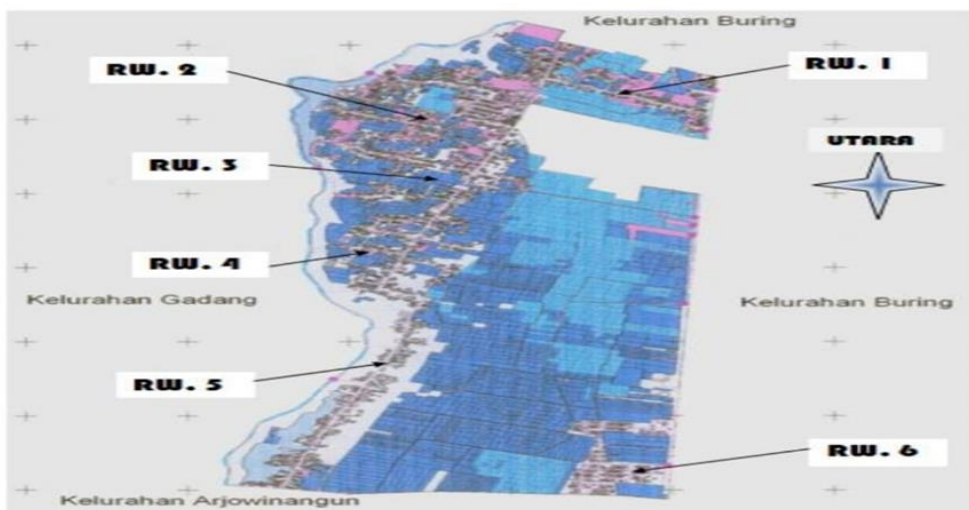 Kelurahan Buring
RW. 2
RW. 1
UTARA
RW. 3
RW. 4
Kelurahan Gadang
Kelurahan Buring
RW. 5
RW. 6
Kelurahan Arjowinangun